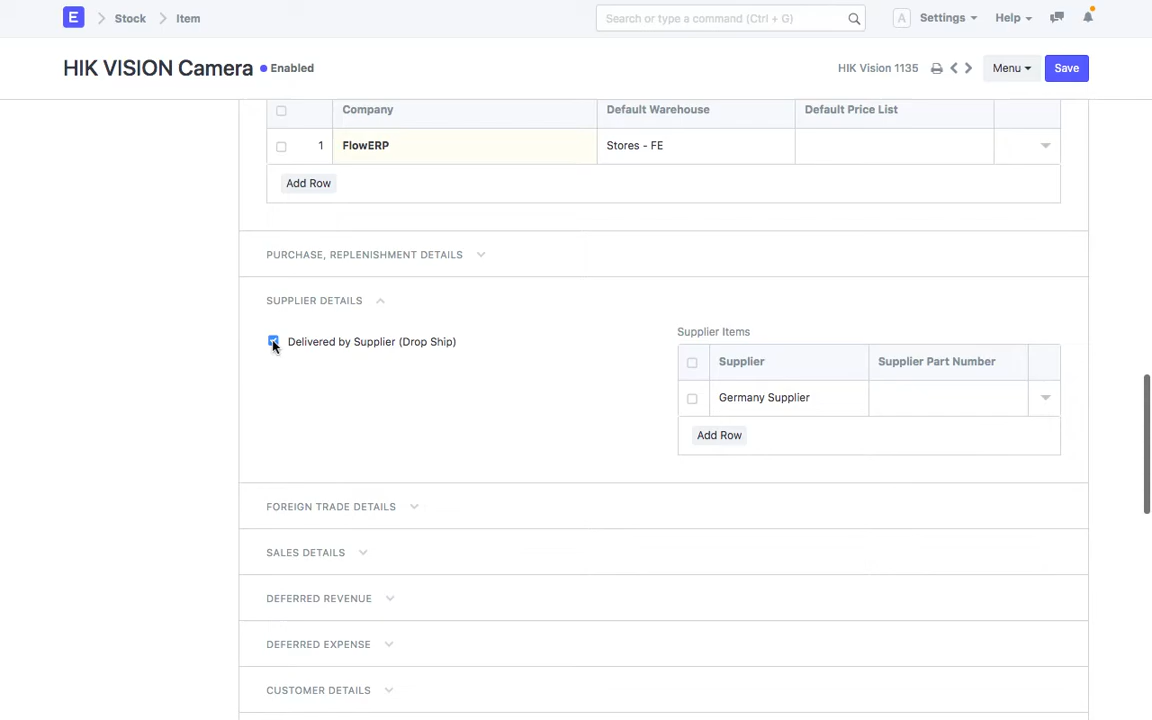 E Stock Item Search or type a command (Ctrl + G) A Settings Help
HIK VISION Camera Enabled HIK Vision 1135 Menu Save
Company Default Warehouse Default Price List
1 FlowERP Stores - FE
Add Row
PURCHASE, REPLENISHMENT DETAILS
SUPPLIER DETAILS
Delivered by Supplier (Drop Ship)
Supplier Items
Supplier Supplier Part Number
Germany Supplier
Add Row
FOREIGN TRADE DETAILS
SALES DETAILS
DEFERRED REVENUE
DEFERRED EXPENSE
CUSTOMER DETAILS